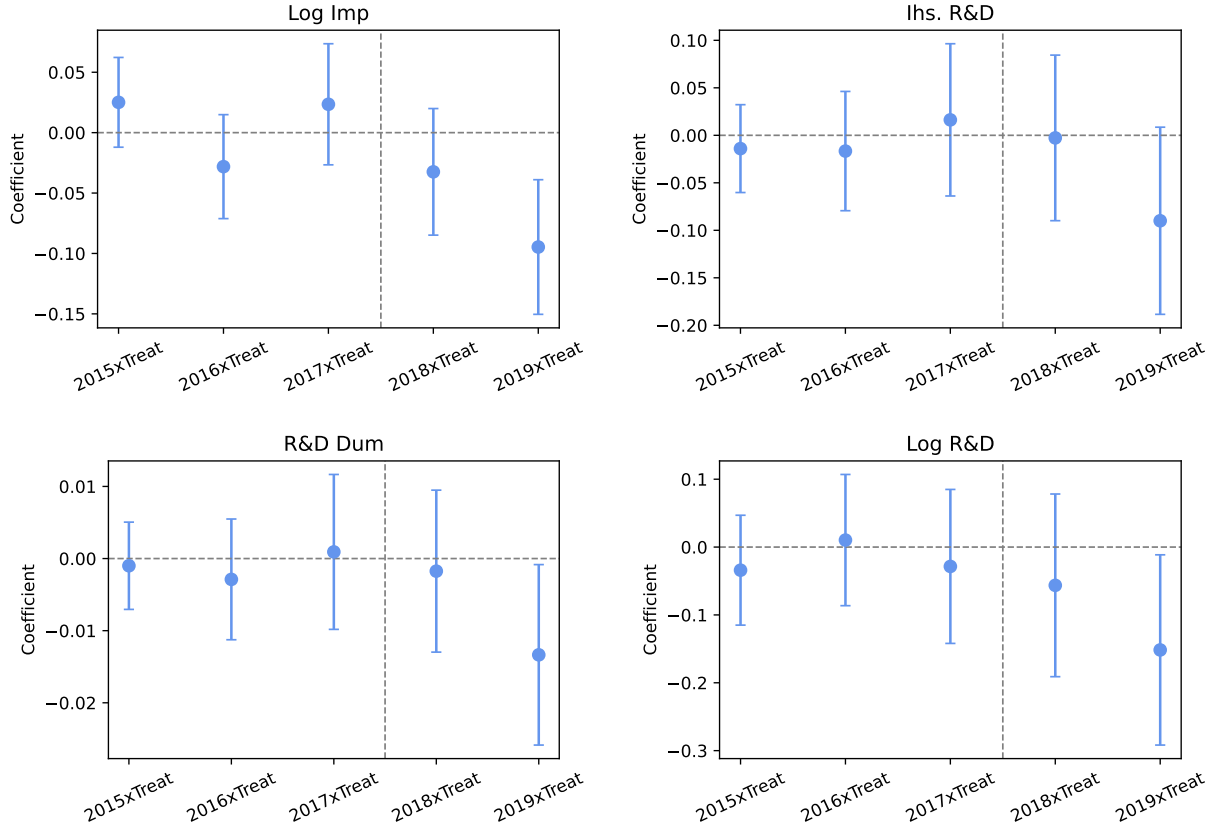 Log Imp
Coefficient
0.05
0.00
−0.05
−0.10
−0.15
2015xTreat
2016xTreat
2017xTreat
2018xTreat
2019xTreat
Ihs. R&D
Coefficient
0.10
0.05
0.00
−0.05
−0.10
−0.15
−0.20
2015xTreat
2016xTreat
2017xTreat
2018xTreat
2019xTreat
R&D Dum
Coefficient
0.01
0.00
−0.01
−0.02
2015xTreat
2016xTreat
2017xTreat
2018xTreat
2019xTreat
Log R&D
Coefficient
0.1
0.0
−0.1
−0.2
−0.3
2015xTreat
2016xTreat
2017xTreat
2018xTreat
2019xTreat